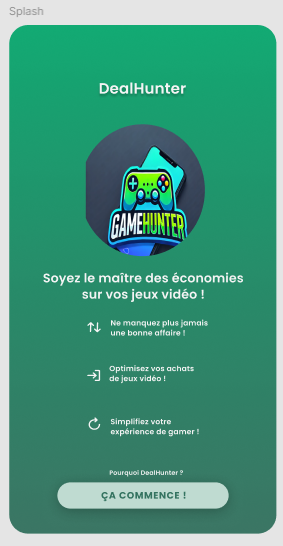 Splash
DealHunter
GAMEHUNTER
Soyez le maître des économies
sur vos jeux vidéo !
Ne manquez plus jamais
une bonne affaire !
Optimisez vos achats
de jeux vidéo !
Simplifiez votre
expérience de gamer !
Pourquoi DealHunter ?
ÇA COMMENCE !